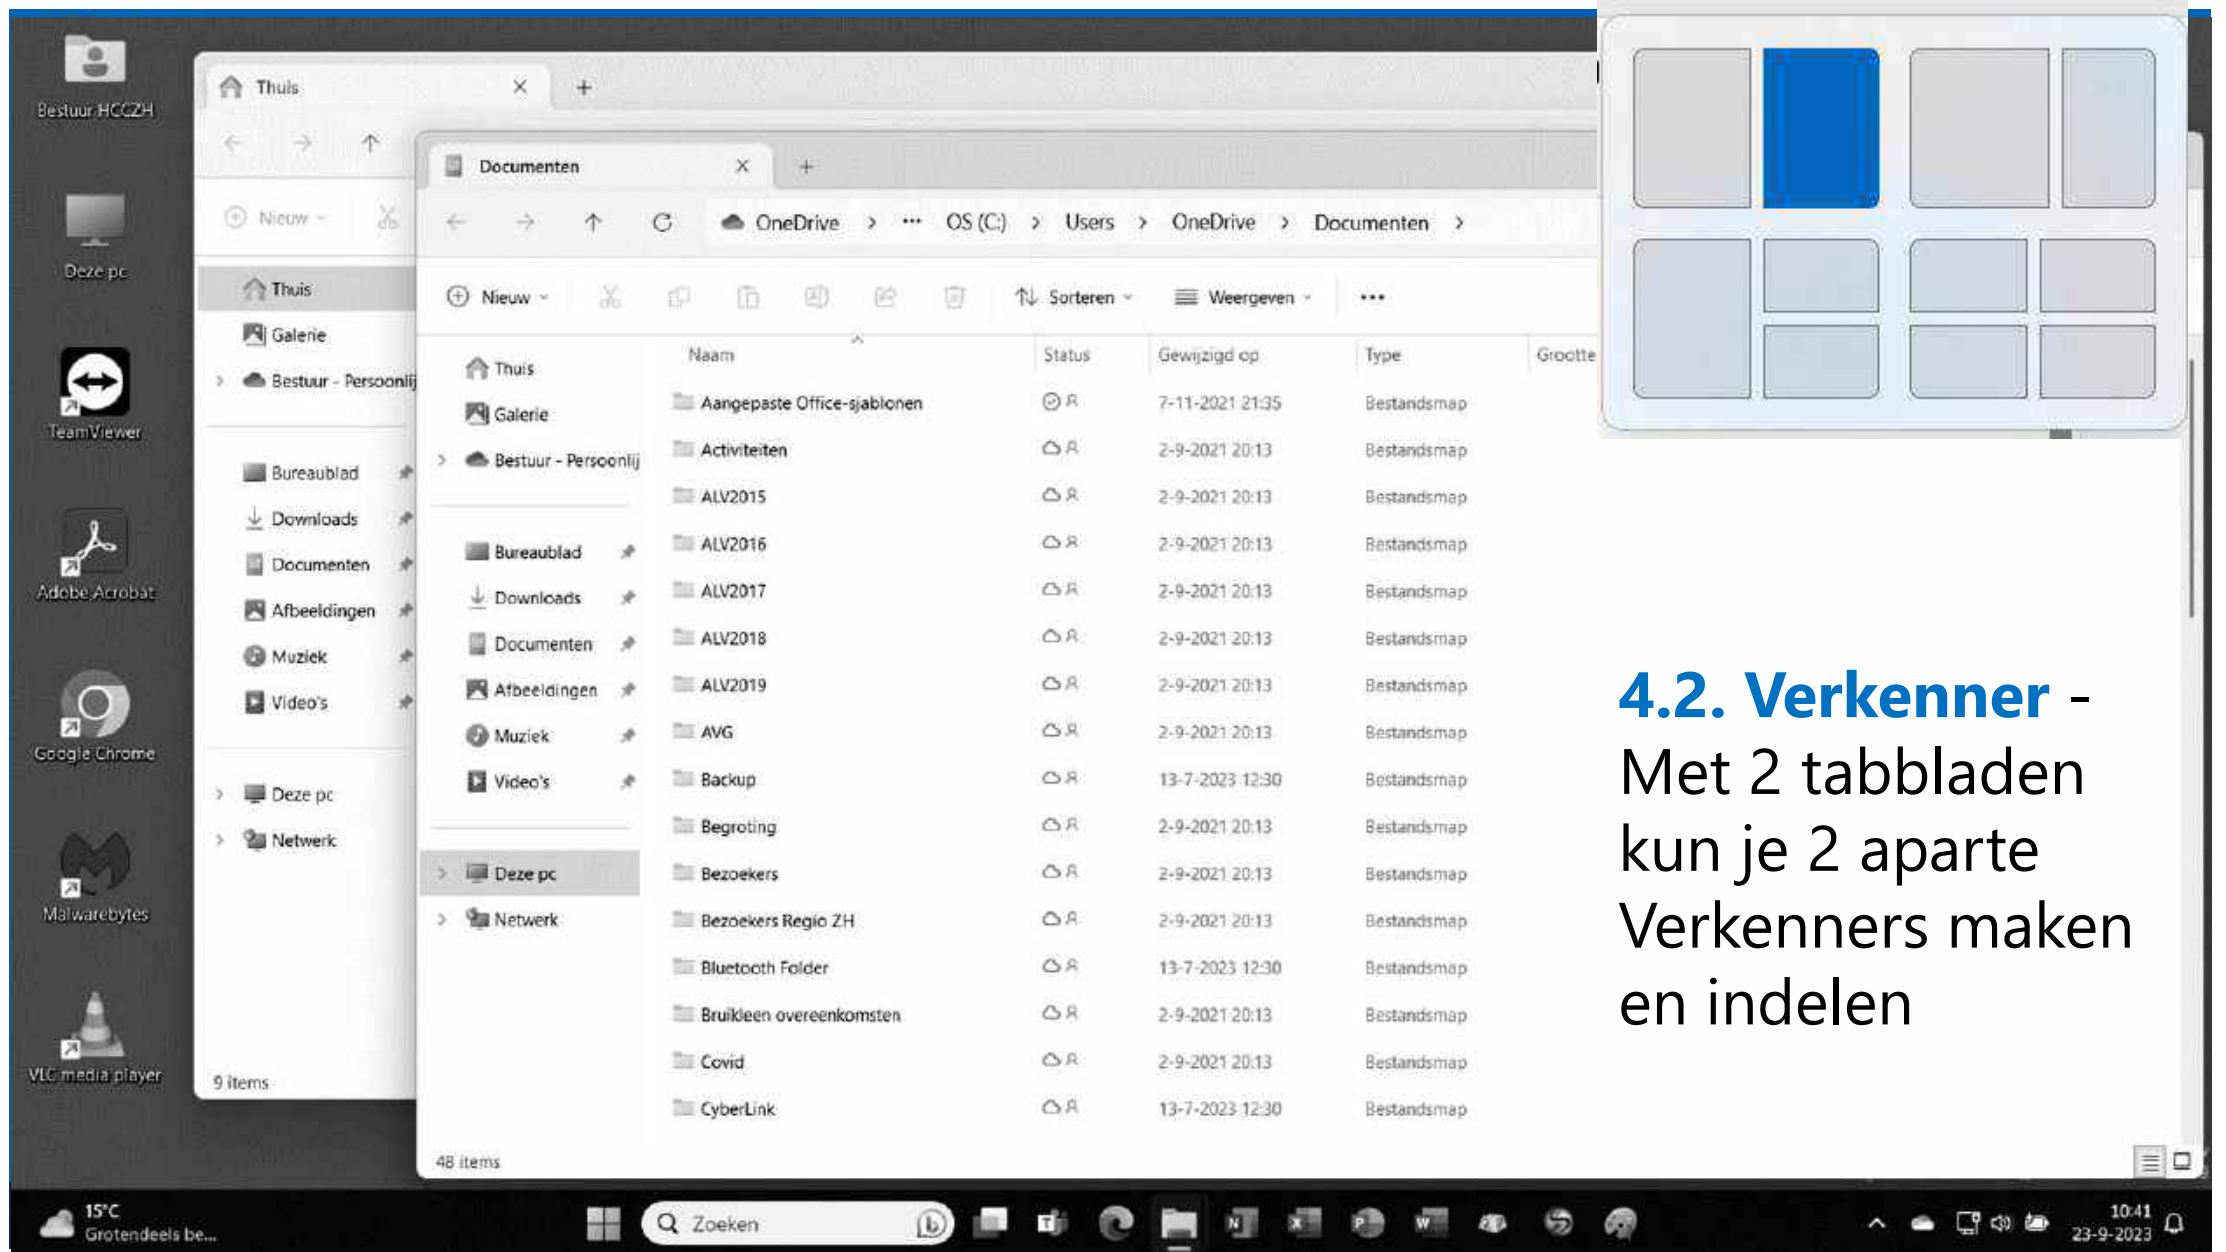 Bestuur HCCZH
Deze pc
TeamViewer
Adobe Acrobat
Google Chrome
Malwarebytes
VLC media player
Thuis
Nieuw
Thuis
Galerie
Bestuur - Persoonlij
Bureaublad
Downloads
Documenten
Afbeeldingen
Muziek
Video's
Deze pc
Netwerk
9 items
Documenten
OneDrive > ··· OS (C:) > Users > OneDrive > Documenten >
Nieuw Sorteren Weergeven ···
Thuis
Galerie
Bestuur - Persoonlij
Bureaublad
Downloads
Documenten
Afbeeldingen
Muziek
Video's
Deze pc
Netwerk
Naam Status Gewijzigd op Type Grootte
Aangepaste Office-sjablonen 7-11-2021 21:35 Bestandsmap
Activiteiten 2-9-2021 20:13 Bestandsmap
ALV2015 2-9-2021 20:13 Bestandsmap
ALV2016 2-9-2021 20:13 Bestandsmap
ALV2017 2-9-2021 20:13 Bestandsmap
ALV2018 2-9-2021 20:13 Bestandsmap
ALV2019 2-9-2021 20:13 Bestandsmap
AVG 2-9-2021 20:13 Bestandsmap
Backup 13-7-2023 12:30 Bestandsmap
Begroting 2-9-2021 20:13 Bestandsmap
Bezoekers 2-9-2021 20:13 Bestandsmap
Bezoekers Regio ZH 2-9-2021 20:13 Bestandsmap
Bluetooth Folder 13-7-2023 12:30 Bestandsmap
Bruikleen overeenkomsten 2-9-2021 20:13 Bestandsmap
Covid 2-9-2021 20:13 Bestandsmap
CyberLink 13-7-2023 12:30 Bestandsmap
48 items
4.2. Verkenner -
Met 2 tabbladen
kun je 2 aparte
Verkenners maken
en indelen
15°C
Grotendeels be...
Zoeken
10:41
23-9-2023